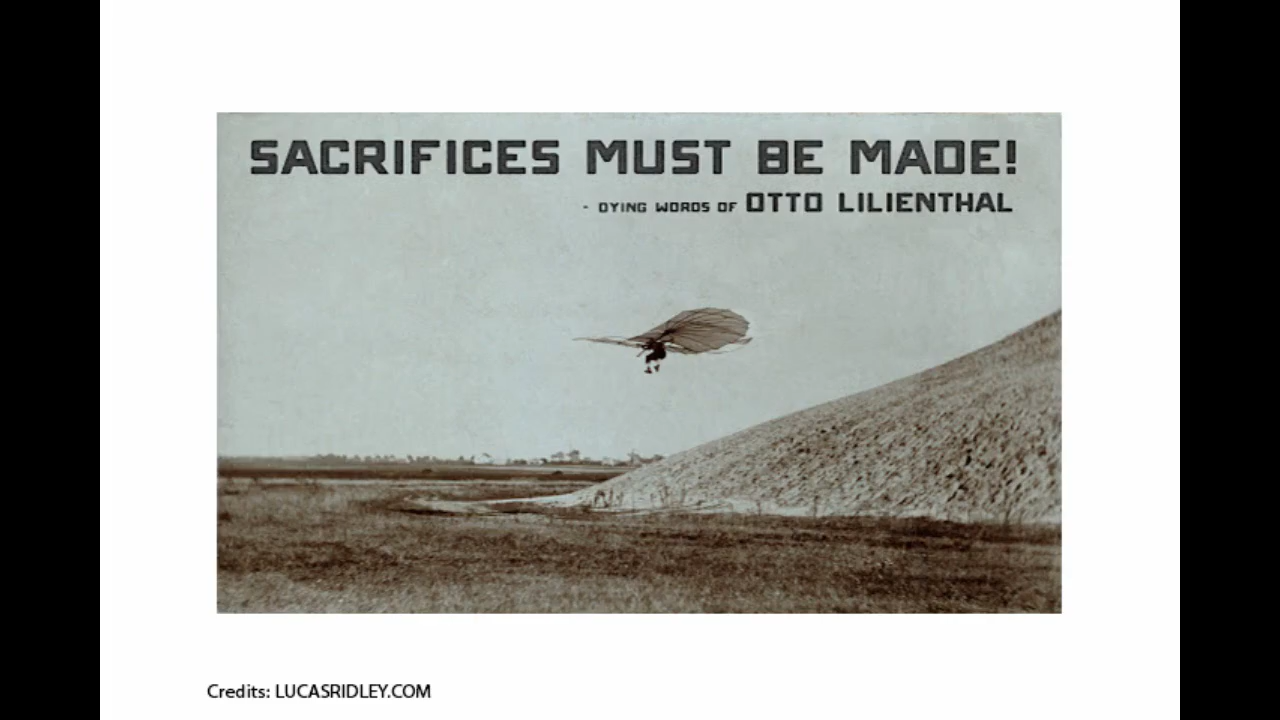 SACRIFICES MUST BE MADE!
- DYING WORDS OF OTTO LILIENTHAL
Credits: LUCASRIDLEY.COM